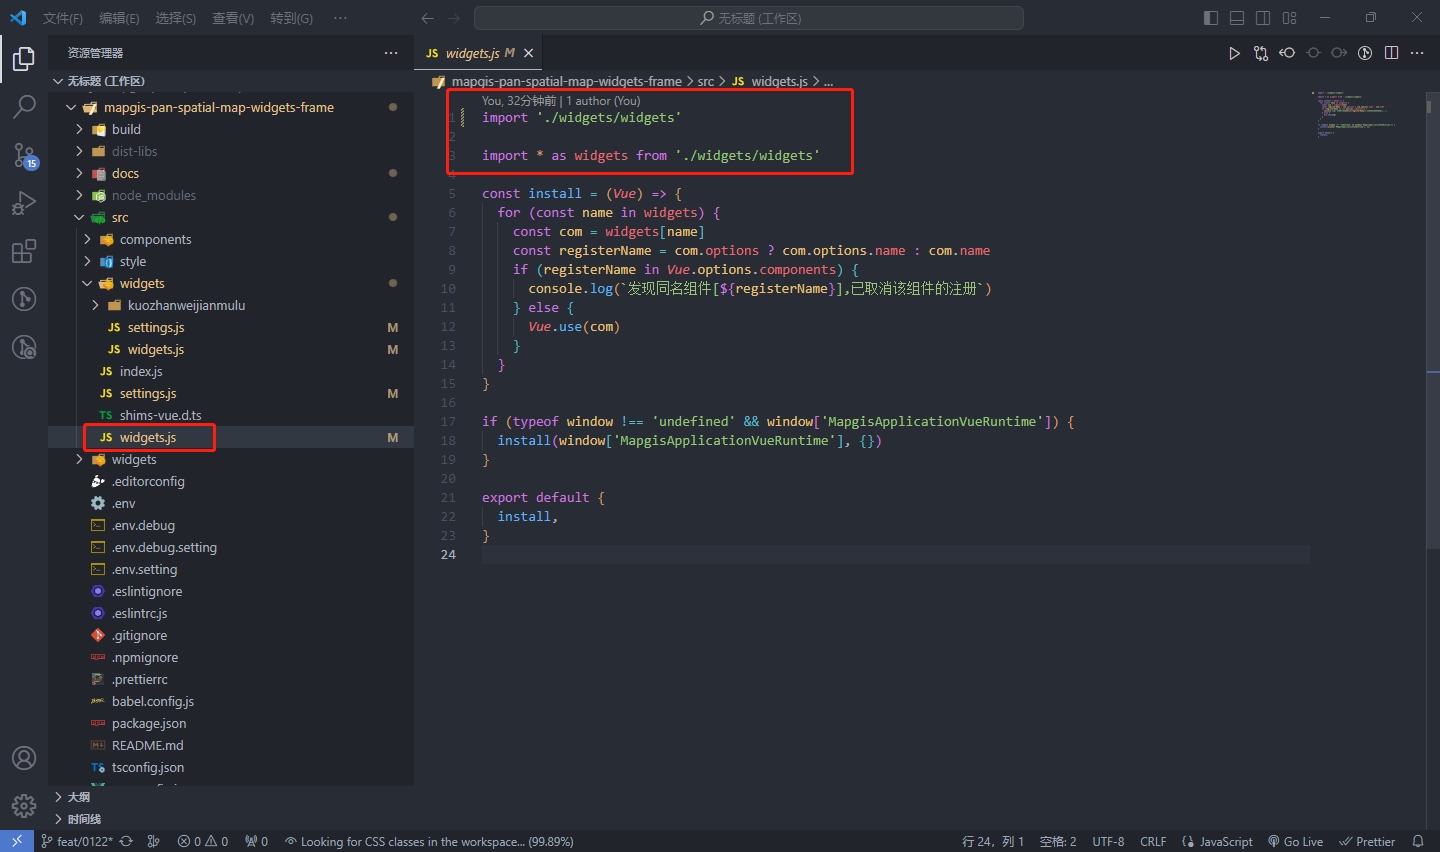 文件(F) 编辑(E) 选择(S) 查看(V) 转到(G) ··· 无标题 (工作区)
资源管理器 ···
无标题 (工作区)
mapgis-pan-spatial-map-widgets-frame
build
dist-libs
docs
node_modules
src
components
style
widgets
kuozhanweijianmulu
JS settings.js M
JS widgets.js M
JS index.js
JS settings.js M
TS shims-vue.d.ts
JS widgets.js M
widgets
.editorconfig
.env
.env.debug
.env.debug.setting
.env.setting
.eslintignore
.eslintrc.js
.gitignore
.npmignore
.prettierrc
babel.config.js
package.json
README.md
tsconfig.json
大纲
时间线
15
JS widgets.js M
mapgis-pan-spatial-map-widgets-frame > src > JS widgets.js > ...
You, 32分钟前 | 1 author (You)
1 import './widgets/widgets'
2
3 import * as widgets from './widgets/widgets'
4
5 const install = (Vue) => {
6 for (const name in widgets) {
7 const com = widgets[name]
8 const registerName = com.options ? com.options.name : com.name
9 if (registerName in Vue.options.components) {
10 console.log(`发现同名组件[${registerName}],已取消该组件的注册`)
11 } else {
12 Vue.use(com)
13 }
14 }
15 }
16
17 if (typeof window !== 'undefined' && window['MapgisApplicationVueRuntime']) {
18 install(window['MapgisApplicationVueRuntime'], {})
19 }
20
21 export default {
22 install,
23 }
24
feat/0122* 0 0 0 Looking for CSS classes in the workspace... (99.89%) 行 24，列 1 空格: 2 UTF-8 CRLF JavaScript Go Live Prettier